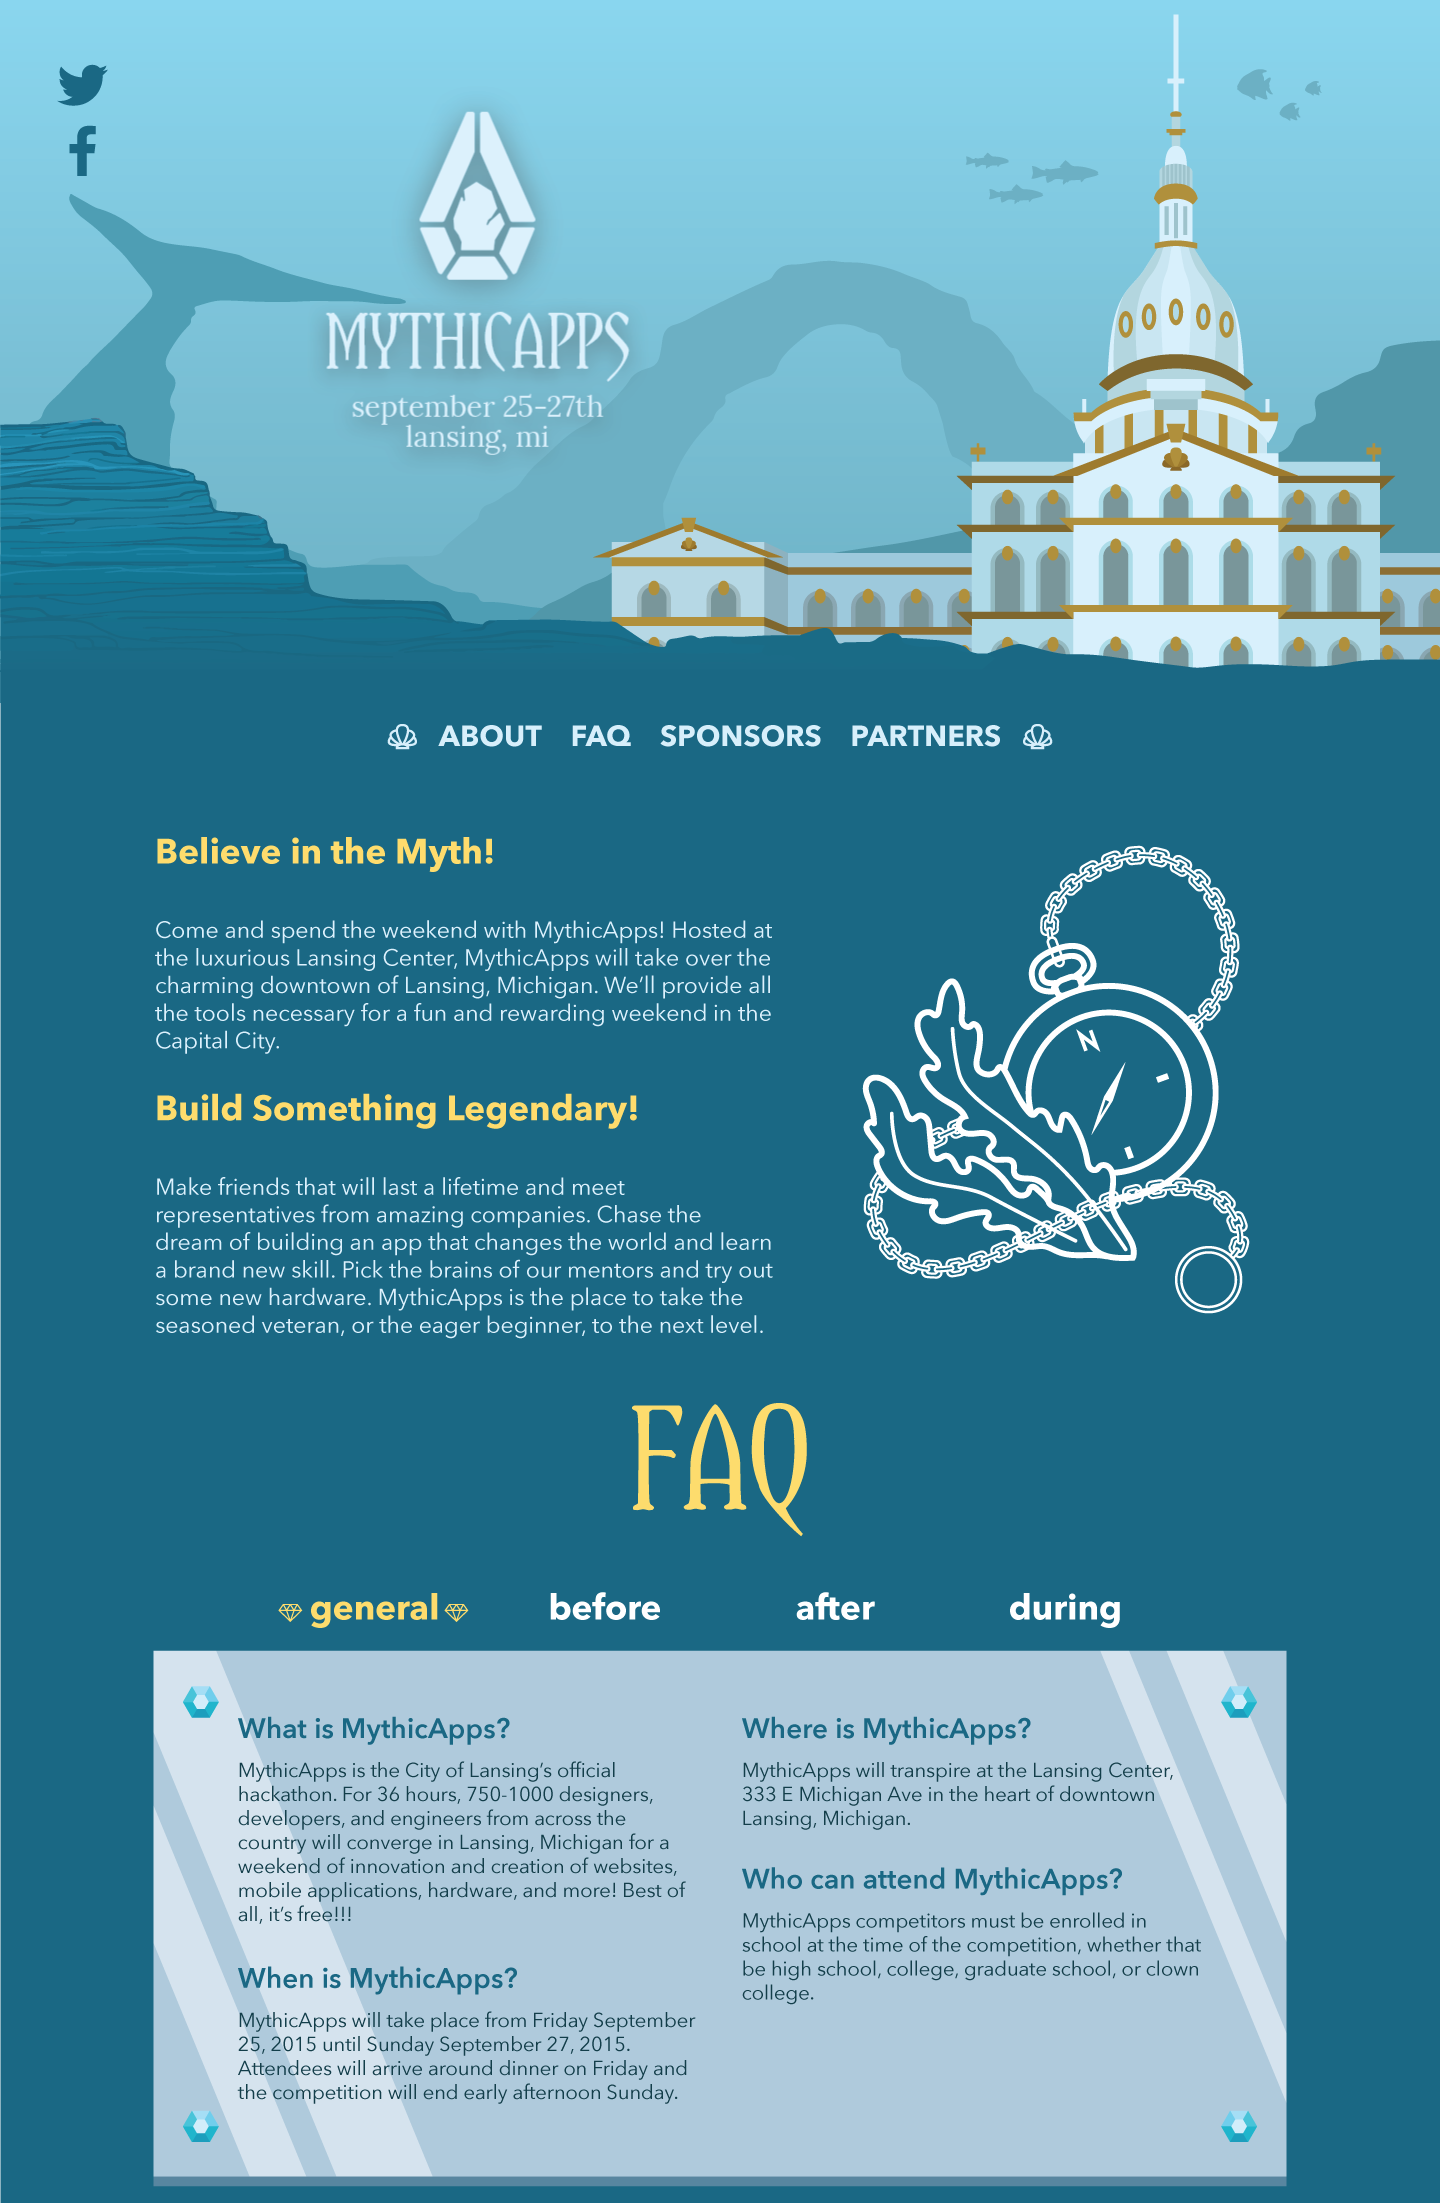 MYTHICAPPS
september 25-27th
lansing, mi
ABOUT FAQ SPONSORS PARTNERS
Believe in the Myth!
Come and spend the weekend with MythicApps! Hosted at
the luxurious Lansing Center, MythicApps will take over the
charming downtown of Lansing, Michigan. We’ll provide all
the tools necessary for a fun and rewarding weekend in the
Capital City.
Build Something Legendary!
Make friends that will last a lifetime and meet
representatives from amazing companies. Chase the
dream of building an app that changes the world and learn
a brand new skill. Pick the brains of our mentors and try out
some new hardware. MythicApps is the place to take the
seasoned veteran, or the eager beginner, to the next level.
N
FAQ
general before after during
What is MythicApps?
MythicApps is the City of Lansing’s official
hackathon. For 36 hours, 750-1000 designers,
developers, and engineers from across the
country will converge in Lansing, Michigan for a
weekend of innovation and creation of websites,
mobile applications, hardware, and more! Best of
all, it’s free!!!
When is MythicApps?
MythicApps will take place from Friday September
25, 2015 until Sunday September 27, 2015.
Attendees will arrive around dinner on Friday and
the competition will end early afternoon Sunday.
Where is MythicApps?
MythicApps will transpire at the Lansing Center,
333 E Michigan Ave in the heart of downtown
Lansing, Michigan.
Who can attend MythicApps?
MythicApps competitors must be enrolled in
school at the time of the competition, whether that
be high school, college, graduate school, or clown
college.